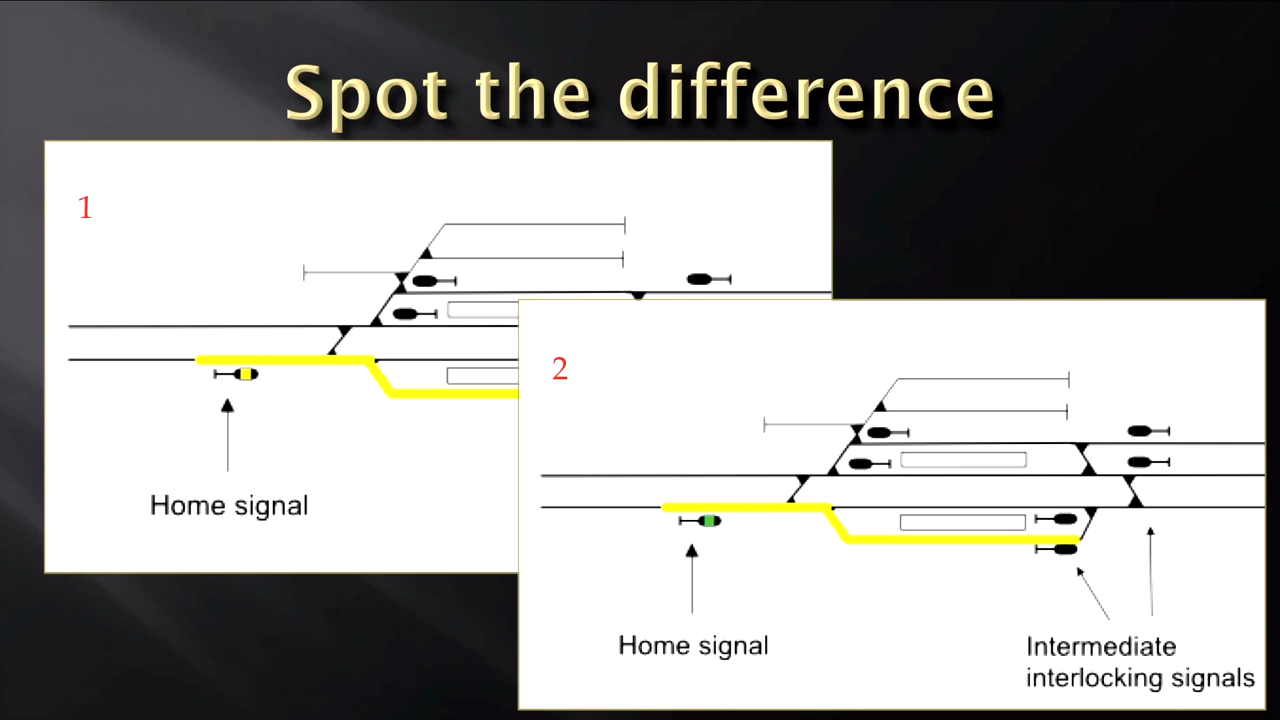 Spot the difference
1
Home signal
2
Home signal
Intermediate
interlocking signals